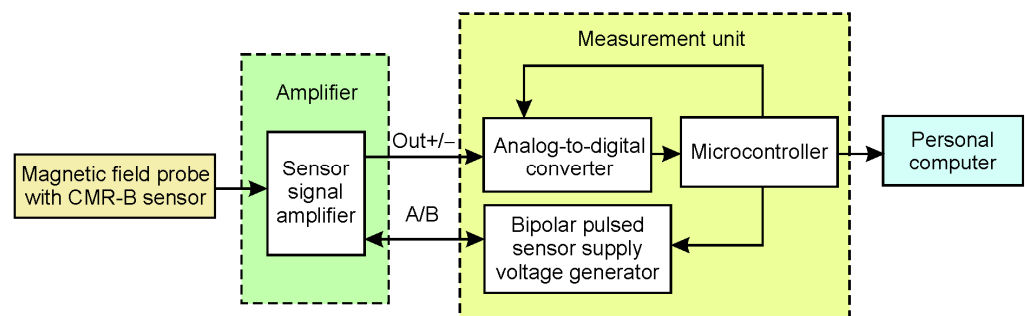 Measurement unit
Amplifier
Magnetic field probe
with CMR-B sensor
Sensor
signal
amplifier
Out+/−
A/B
Analog-to-digital
converter
Microcontroller
Bipolar pulsed
sensor supply
voltage generator
Personal
computer